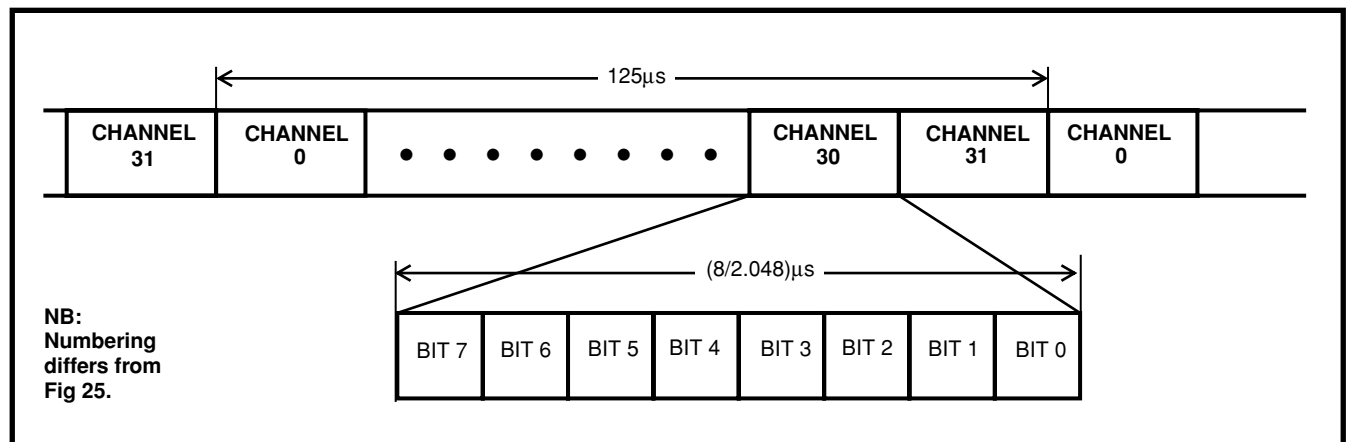 125µs
CHANNEL
31
CHANNEL
0
CHANNEL
30
CHANNEL
31
CHANNEL
0
(8/2.048)µs
NB:
Numbering
differs from
Fig 25.
BIT 7 BIT 6 BIT 5 BIT 4 BIT 3 BIT 2 BIT 1 BIT 0